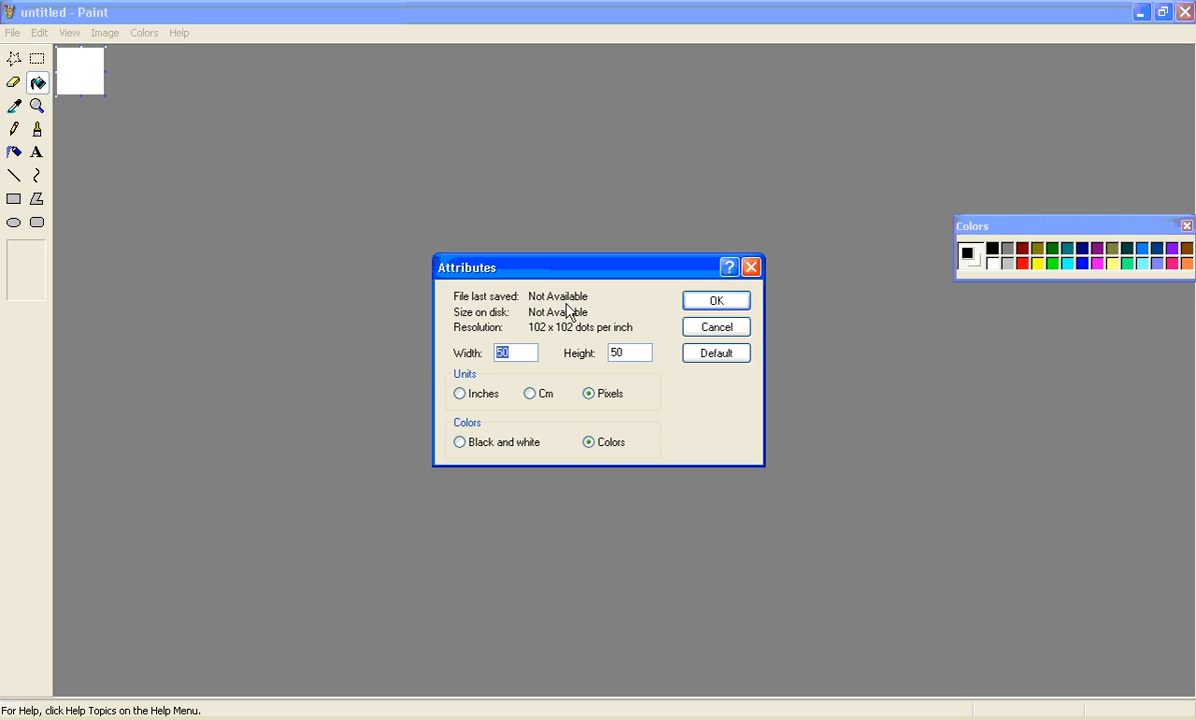 untitled - Paint
File Edit View Image Colors Help
A
Colors
Attributes
?
File last saved: Not Available
OK
Size on disk: Not Available
Resolution: 102 x 102 dots per inch
Cancel
Width: 50 Height: 50
Default
Units
Inches Cm Pixels
Colors
Black and white Colors
For Help, click Help Topics on the Help Menu.